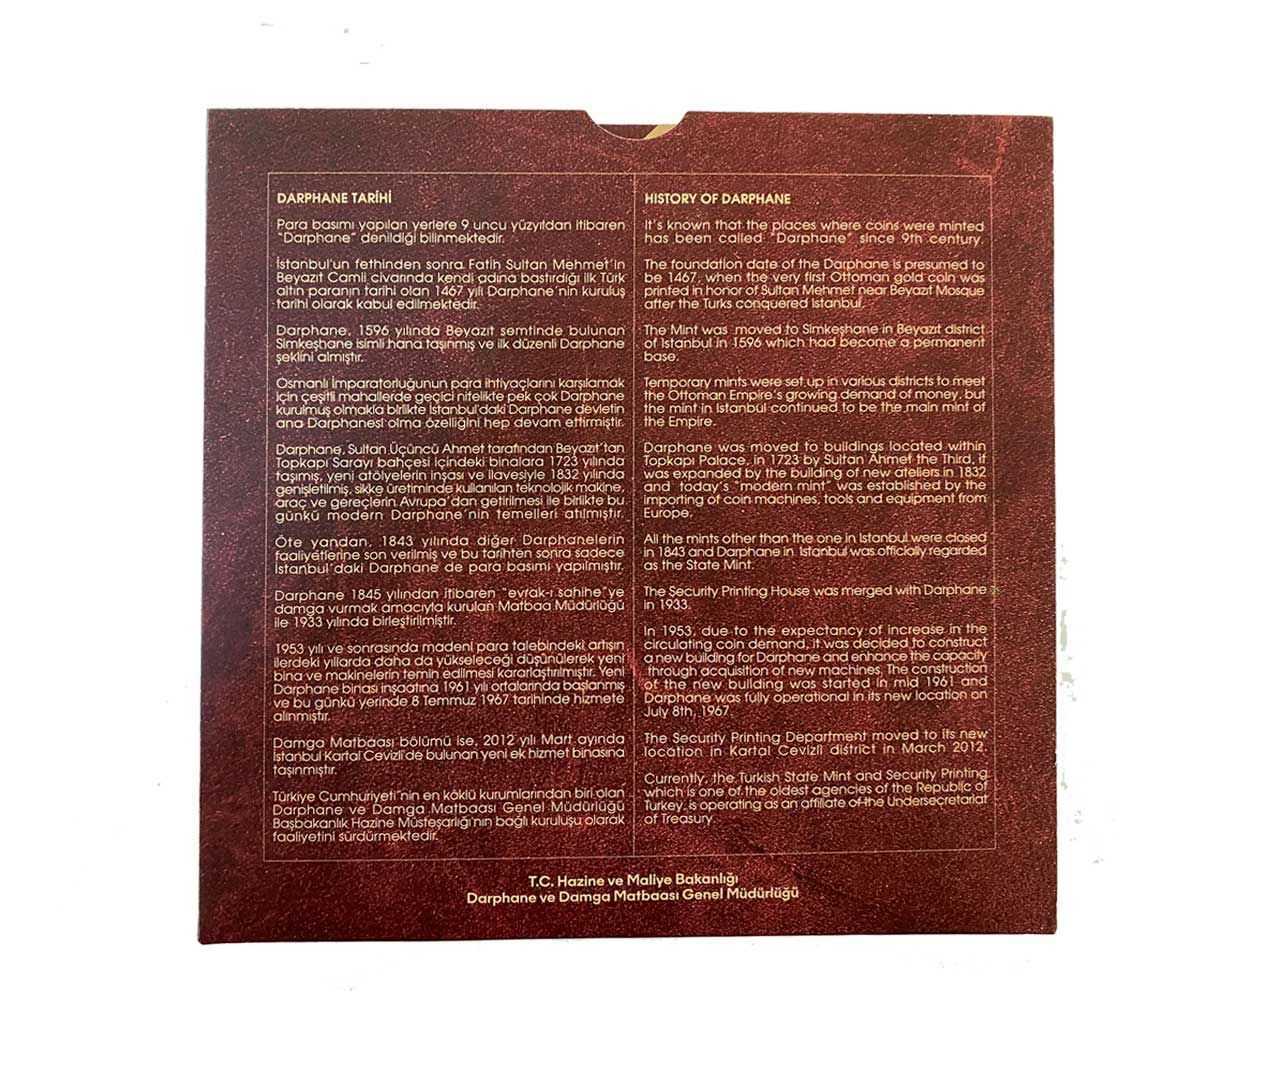 DARPHANE TARİHİ
Para basımı yapılan yerlere 9 uncu yüzyıldan itibaren
"Darphane" denildiği bilinmektedir.
İstanbul'un fethinden sonra Fatih Sultan Mehmet'in
Beyazıt Camii civarında kendi adına bastırdığı ilk Türk
altın paranın tarihi olan 1467 yılı Darphane'nin kuruluş
tarihi olarak kabul edilmektedir.
Darphane, 1596 yılında Beyazıt semtinde bulunan
Simkeşhane isimli hana taşınmış ve ilk düzenli Darphane
şeklini almıştır.
Osmanlı İmparatorluğunun para ihtiyaçlarını karşılamak
için çeşitli mahallerde geçici nitelikte pek çok Darphane
kurulmuş olmakla birlikte İstanbul'daki Darphane devletin
ana Darphanesi olma özelliğini hep devam ettirmiştir.
Darphane, Sultan Üçüncü Ahmet tarafından Beyazıt'tan
Topkapı Sarayı bahçesi içindeki binalara 1723 yılında
taşımış, yeni atölyelerin inşası ve ilavesiyle 1832 yılında
genişletilmiş, sikke üretiminde kullanılan teknolojik makine,
araç ve gereçlerin Avrupa'dan getirilmesi ile birlikte bu
günkü modern Darphane'nin temelleri atılmıştır.
Öte yandan, 1843 yılında diğer Darphanelerin
faaliyetlerine son verilmiş ve bu tarihten sonra sadece
İstanbul'daki Darphane de para basımı yapılmıştır.
Darphane 1845 yılından itibaren "evrak-ı sahihe"ye
damga vurmak amacıyla kurulan Matbaa Müdürlüğü
ile 1933 yılında birleştirilmiştir.
1953 yılı ve sonrasında madeni para talebindeki artışın
ilerdeki yıllarda daha da yükseleceği düşünülerek yeni
bina ve makinelerin temin edilmesi kararlaştırılmıştır. Yeni
Darphane binası inşaatına 1961 yılı ortalarında başlanmış
ve bu günkü yerinde 8 Temmuz 1967 tarihinde hizmete
alınmıştır.
Damga Matbaası bölümü ise, 2012 yılı Mart ayında
İstanbul Kartal Cevizli'de bulunan yeni ek hizmet binasına
taşınmıştır.
Türkiye Cumhuriyeti'nin en köklü kurumlarından biri olan
Darphane ve Damga Matbaası Genel Müdürlüğü
Başbakanlık Hazine Müsteşarlığı'nın bağlı kuruluşu olarak
faaliyetini sürdürmektedir.
HISTORY OF DARPHANE
It's known that the places where coins were minted
has been called "Darphane" since 9th century.
The foundation date of the Darphane is presumed to
be 1467, when the very first Ottoman gold coin was
printed in honor of Sultan Mehmet near Beyazıt Mosque
after the Turks conquered Istanbul.
The Mint was moved to Simkeşhane in Beyazıt district
of Istanbul in 1596 which had become a permanent
base.
Temporary mints were set up in various districts to meet
the Ottoman Empire's growing demand of money, but
the mint in Istanbul continued to be the main mint of
the Empire.
Darphane was moved to buildings located within
Topkapı Palace, in 1723 by Sultan Ahmet the Third, it
was expanded by the building of new ateliers in 1832
and today's "modern mint" was established by the
importing of coin machines, tools and equipment from
Europe.
All the mints other than the one in Istanbul were closed
in 1843 and Darphane in Istanbul was officially regarded
as the State Mint.
The Security Printing House was merged with Darphane
in 1933.
In 1953, due to the expectancy of increase in the
circulating coin demand, it was decided to construct
a new building for Darphane and enhance the capacity
through acquisition of new machines. The construction
of the new building was started in mid 1961 and
Darphane was fully operational in its new location on
July 8th, 1967
The Security Printing Department moved to its new
location in Kartal Cevizli district in March 2012.
Currently, the Turkish State Mint and Security Printing
which is one of the oldest agencies of the Republic of
Turkey, is operating as an affiliate of the Undersecretariat
of Treasury.
T.C. Hazine ve Maliye Bakanlığı
Darphane ve Damga Matbaası Genel Müdürlüğü